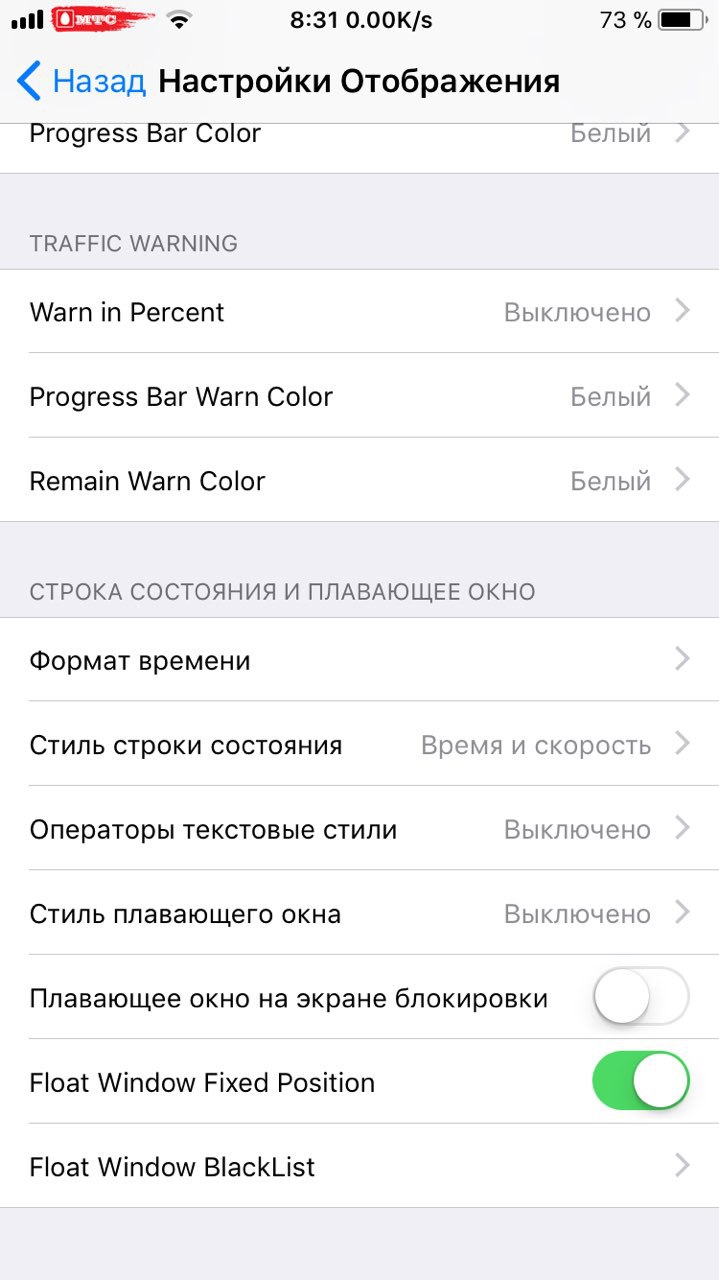 МТС
8:31 0.00K/s
73 %
Назад Настройки Отображения
Progress Bar Color Белый
TRAFFIC WARNING
Warn in Percent Выключено
Progress Bar Warn Color Белый
Remain Warn Color Белый
СТРОКА СОСТОЯНИЯ И ПЛАВАЮЩЕЕ ОКНО
Формат времени
Стиль строки состояния Время и скорость
Операторы текстовые стили Выключено
Стиль плавающего окна Выключено
Плавающее окно на экране блокировки
Float Window Fixed Position
Float Window BlackList